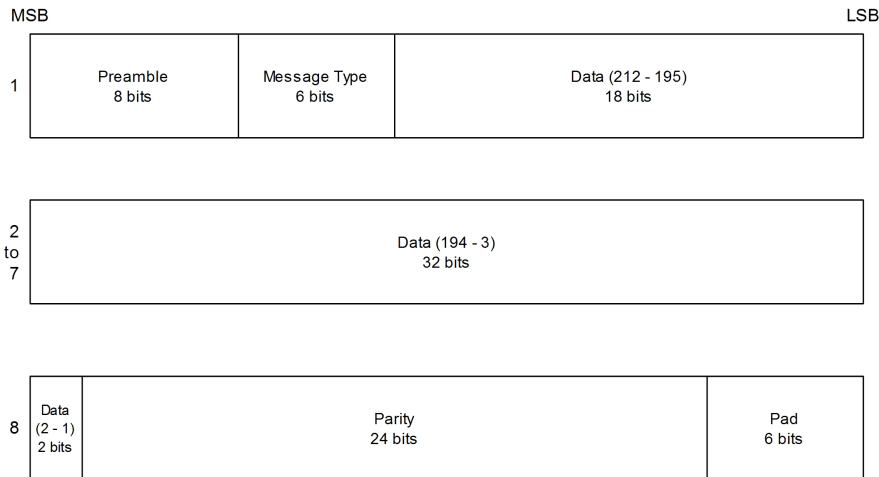 MSB LSB
1
Preamble
8 bits
Message Type
6 bits
Data (212 - 195)
18 bits
2
to
7
Data (194 - 3)
32 bits
8
Data
(2 - 1)
2 bits
Parity
24 bits
Pad
6 bits